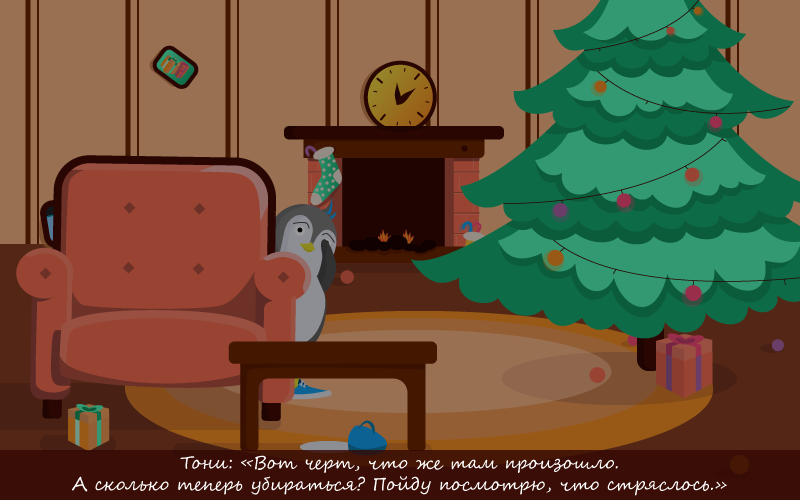 Тони: «Вот черт, что же там произошло.
А сколько теперь убираться? Пойду посмотрю, что стряслось.»